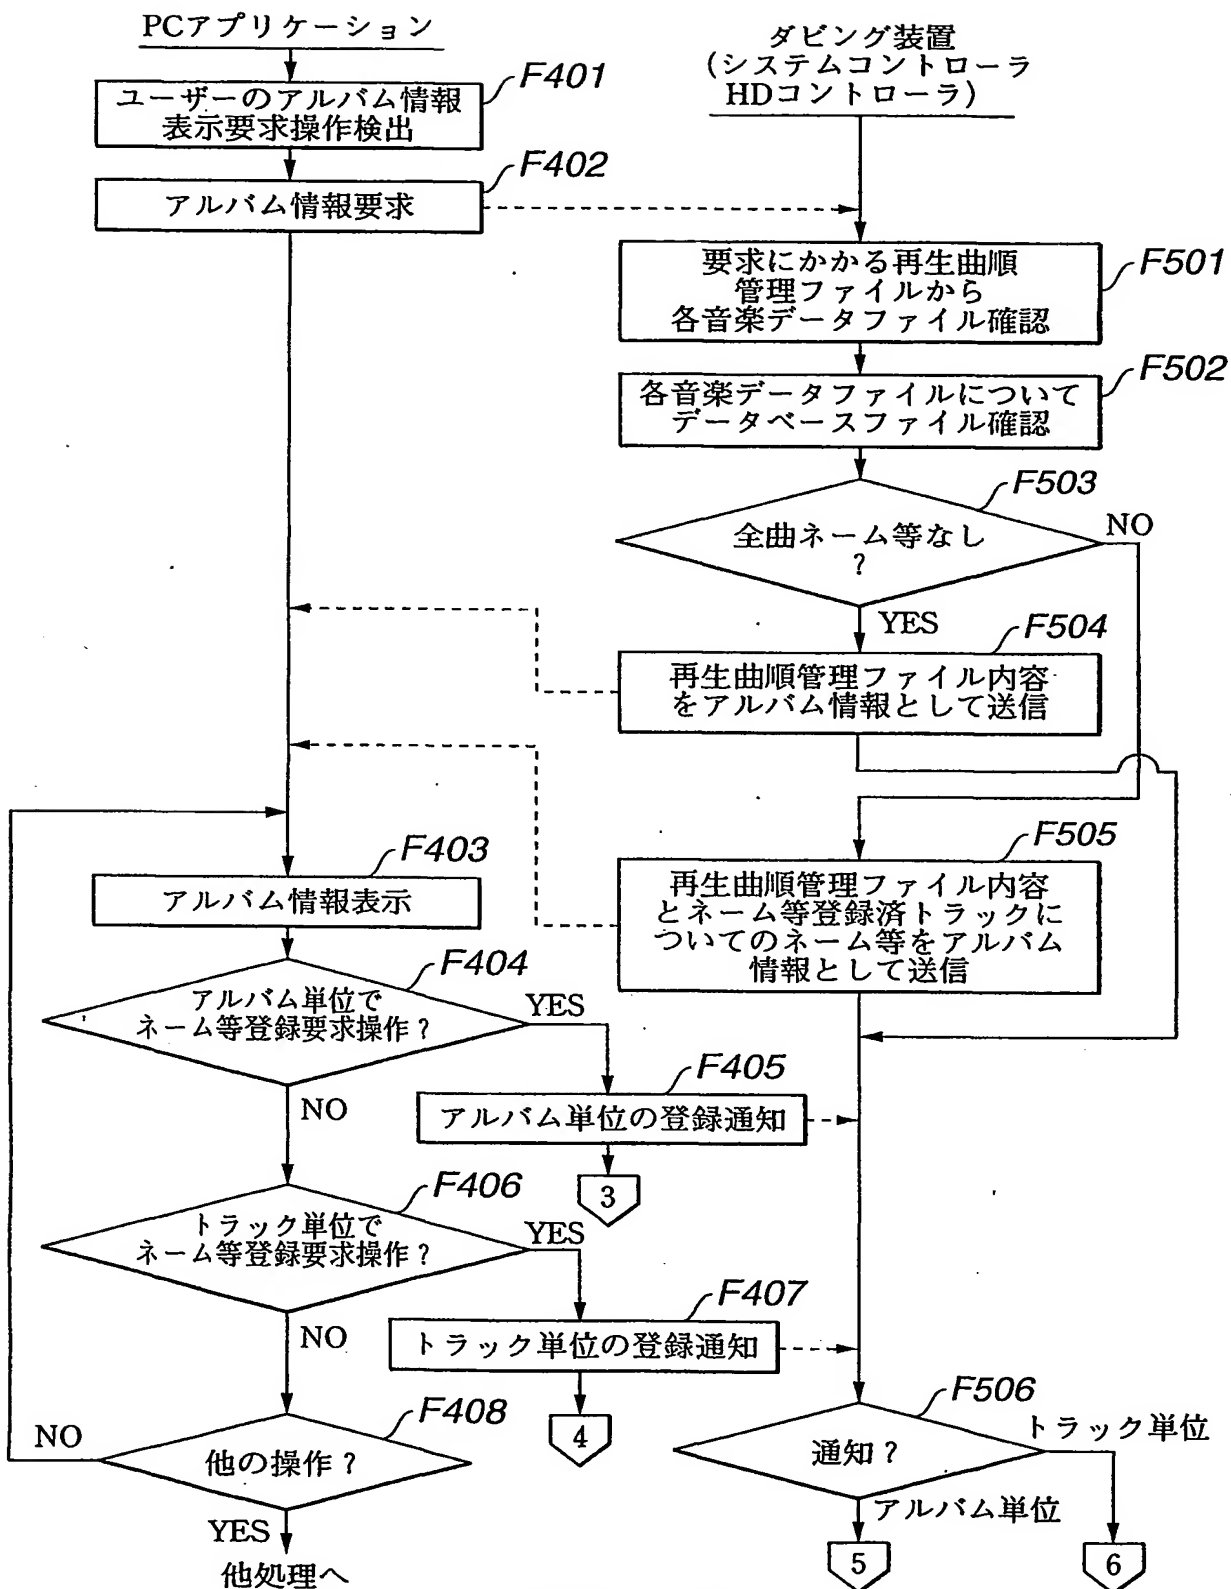 PCアプリケーション
F401
ユーザーのアルバム情報
表示要求操作検出
F402
アルバム情報要求
ダビング装置
(システムコントローラ
HDコントローラ)
F501
要求にかかる再生曲順
管理ファイルから
各音楽データファイル確認
F502
各音楽データファイルについて
データベースファイル確認
F503
全曲ネーム等なし
?
NO
YES
F504
再生曲順管理ファイル内容
をアルバム情報として送信
F505
再生曲順管理ファイル内容
とネーム等登録済トラックに
ついてのネーム等をアルバム
情報として送信
F403
アルバム情報表示
F404
アルバム単位で
ネーム等登録要求操作?
YES
NO
F405
アルバム単位の登録通知
3
F406
トラック単位で
ネーム等登録要求操作?
YES
NO
F407
トラック単位の登録通知
4
F408
他の操作?
NO
YES
他処理へ
F506
通知?
トラック単位
アルバム単位
5
6